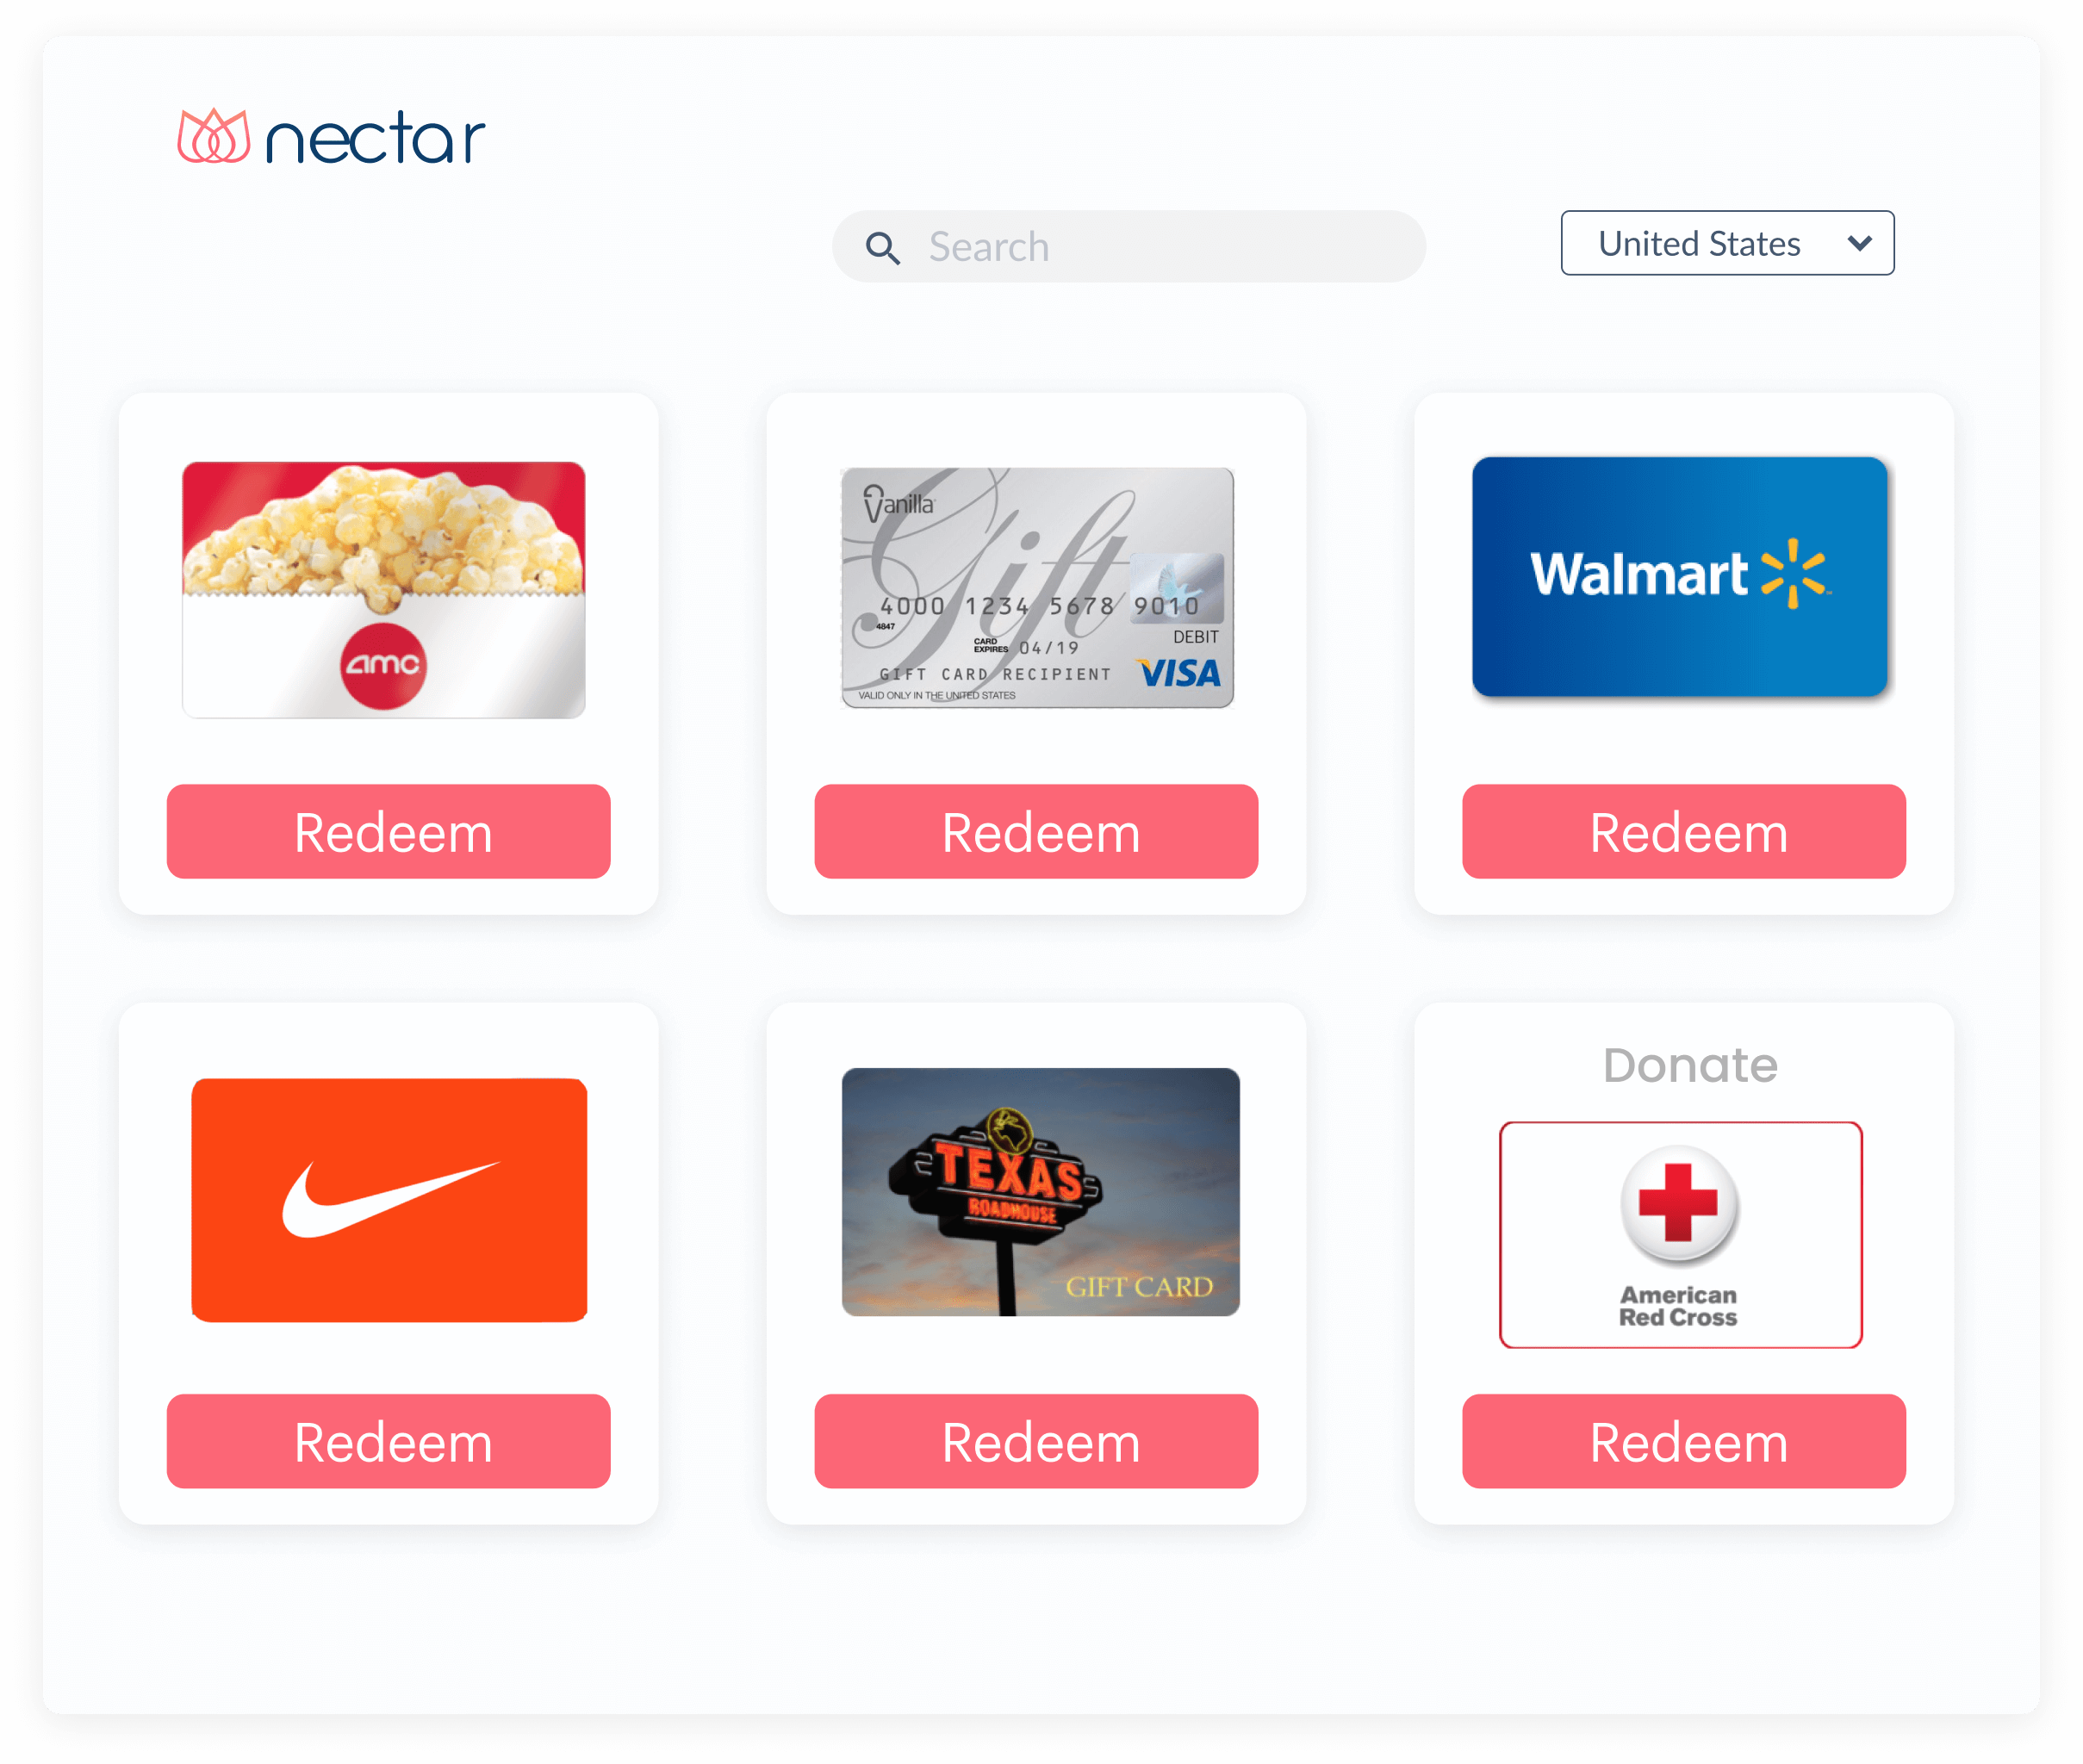 nectar
Search
United States
amc
Vanilla
Gift
4000 1234 5678 9010
4847
DEBIT
CARD
EXPIRES 04/19
GIFT CARD RECIPIENT
VISA
VALID ONLY IN THE UNITED STATES
Walmart
Redeem
Redeem
Redeem
TEXAS
ROADHOUSE
GIFT CARD
Donate
American
Red Cross
Redeem
Redeem
Redeem